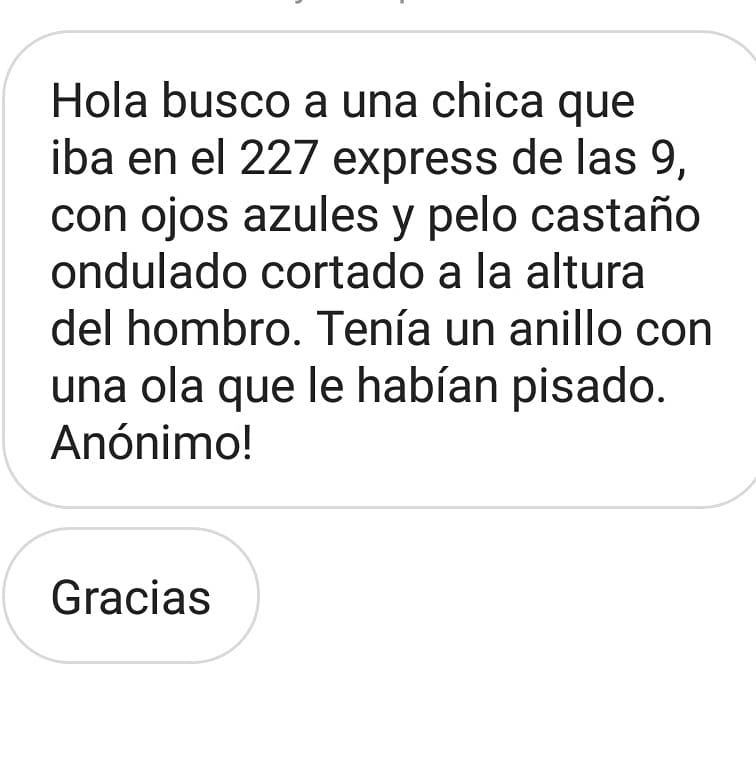 Hola busco a una chica que
iba en el 227 express de las 9,
con ojos azules y pelo castaño
ondulado cortado a la altura
del hombro. Tenía un anillo con
una ola que le habían pisado.
Anónimo!
Gracias